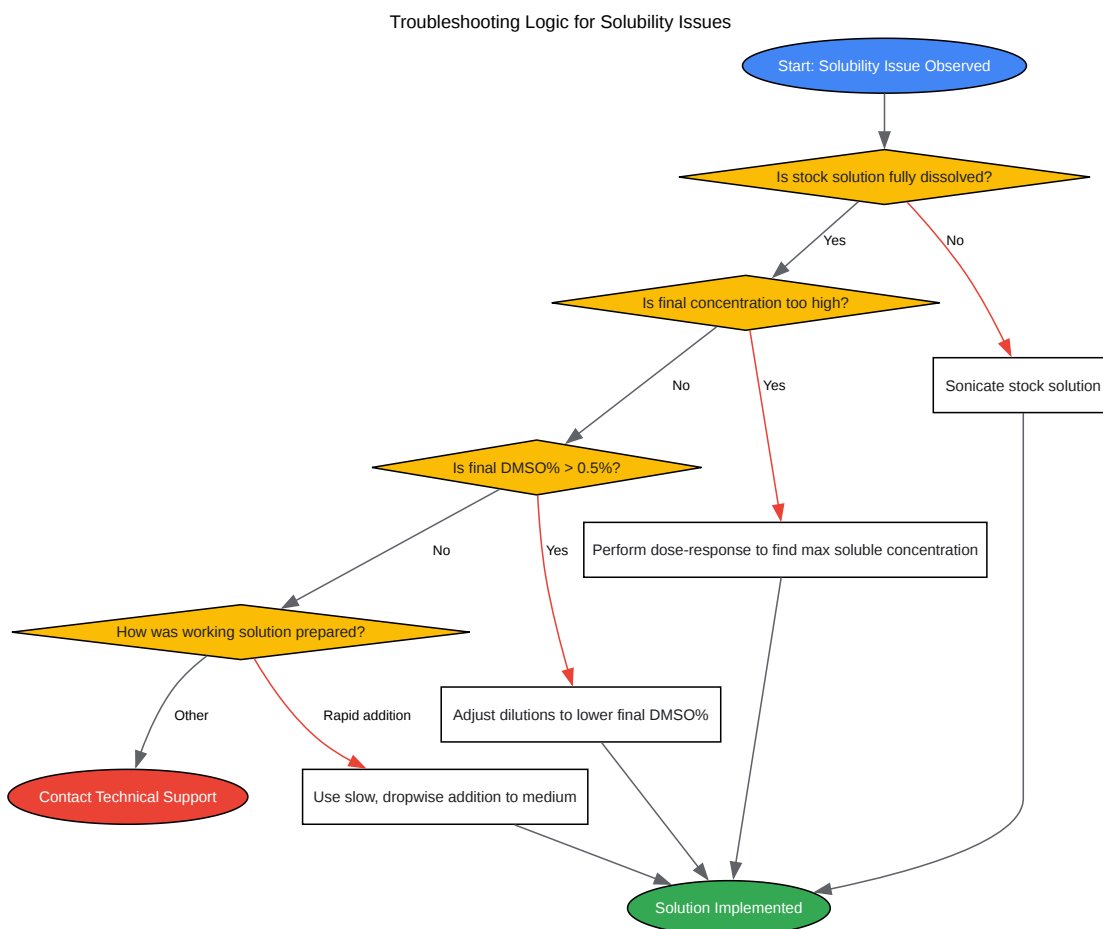 Troubleshooting Logic for Solubility Issues
Start: Solubility Issue Observed
Is stock solution fully dissolved?
Yes
No
Is final concentration too high?
Sonicate stock solution
No
Yes
Is final DMSO% > 0.5%?
Perform dose-response to find max soluble concentration
No
Yes
How was working solution prepared?
Adjust dilutions to lower final DMSO%
Other
Rapid addition
Contact Technical Support
Use slow, dropwise addition to medium
Solution Implemented